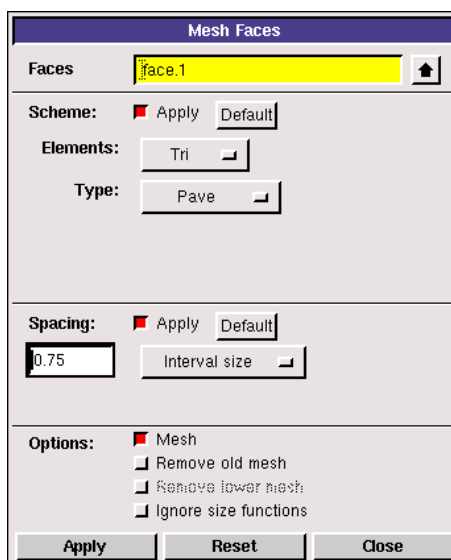 Mesh Faces
Faces face.1
Scheme: Apply Default
Elements: Tri
Type: Pave
Spacing: Apply Default
0.75 Interval size
Options: Mesh
Remove old mesh
Remove lower mesh
Ignore size functions
Apply Reset Close